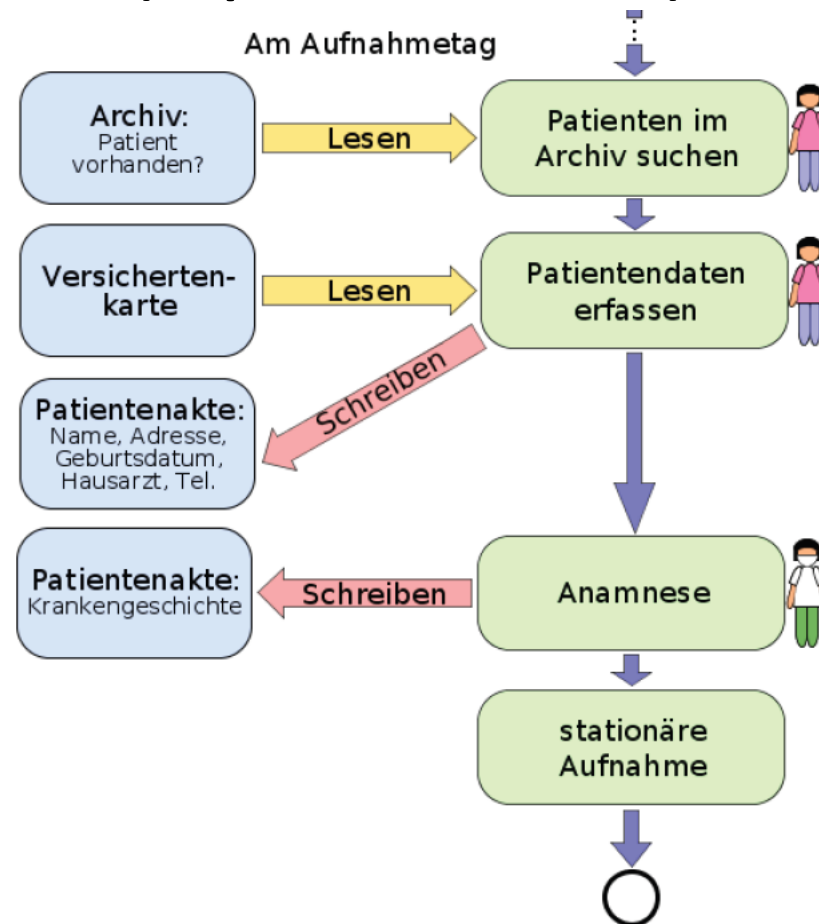 Am Aufnahmetag
Archiv:
Patient
vorhanden?
Lesen
Patienten im
Archiv suchen
Versicherten-
karte
Lesen
Patientendaten
erfassen
Schreiben
Patientenakte:
Name, Adresse,
Geburtsdatum,
Hausarzt, Tel.
Patientenakte:
Krankengeschichte
Schreiben
Anamnese
stationäre
Aufnahme